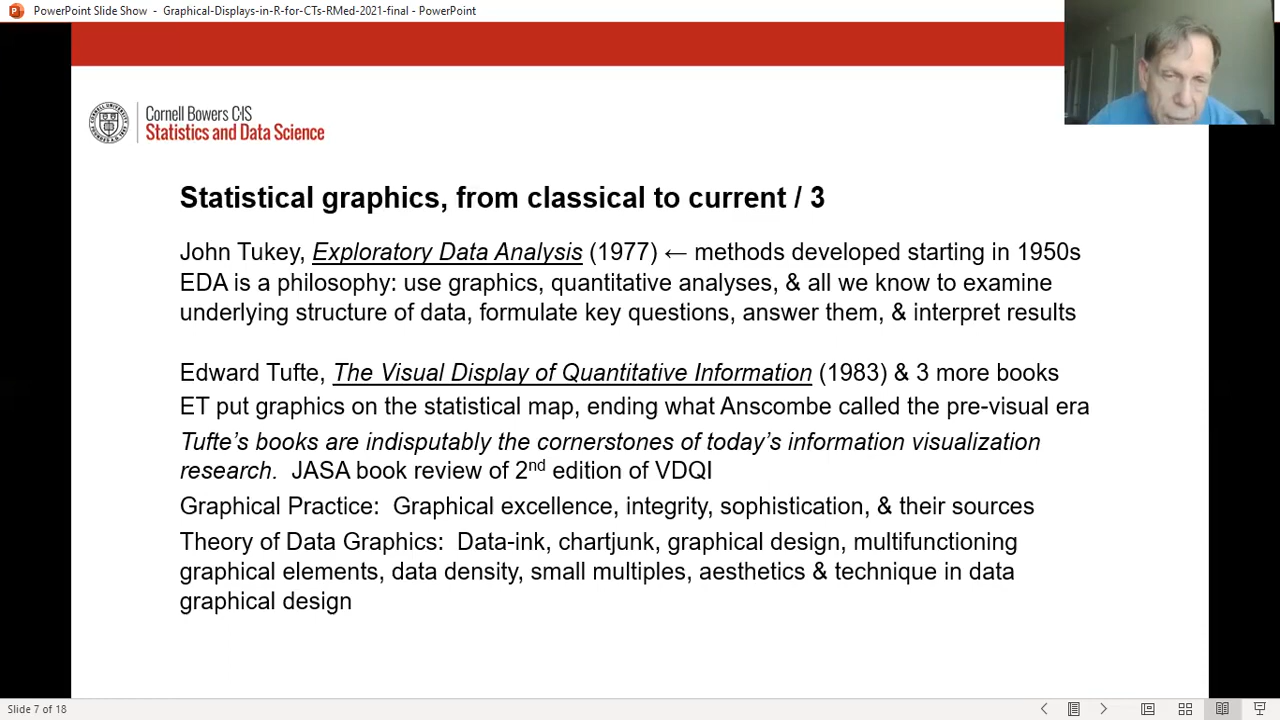 PowerPoint Slide Show - Graphical-Displays-in-R-for-CTs-RMed-2021-final - PowerPoint
Cornell Bowers CIS
Statistics and Data Science
Statistical graphics, from classical to current / 3
John Tukey, Exploratory Data Analysis (1977) ← methods developed starting in 1950s
EDA is a philosophy: use graphics, quantitative analyses, & all we know to examine
underlying structure of data, formulate key questions, answer them, & interpret results
Edward Tufte, The Visual Display of Quantitative Information (1983) & 3 more books
ET put graphics on the statistical map, ending what Anscombe called the pre-visual era
Tufte's books are indisputably the cornerstones of today's information visualization
research. JASA book review of 2nd edition of VDQI
Graphical Practice: Graphical excellence, integrity, sophistication, & their sources
Theory of Data Graphics: Data-ink, chartjunk, graphical design, multifunctioning
graphical elements, data density, small multiples, aesthetics & technique in data
graphical design
Slide 7 of 18